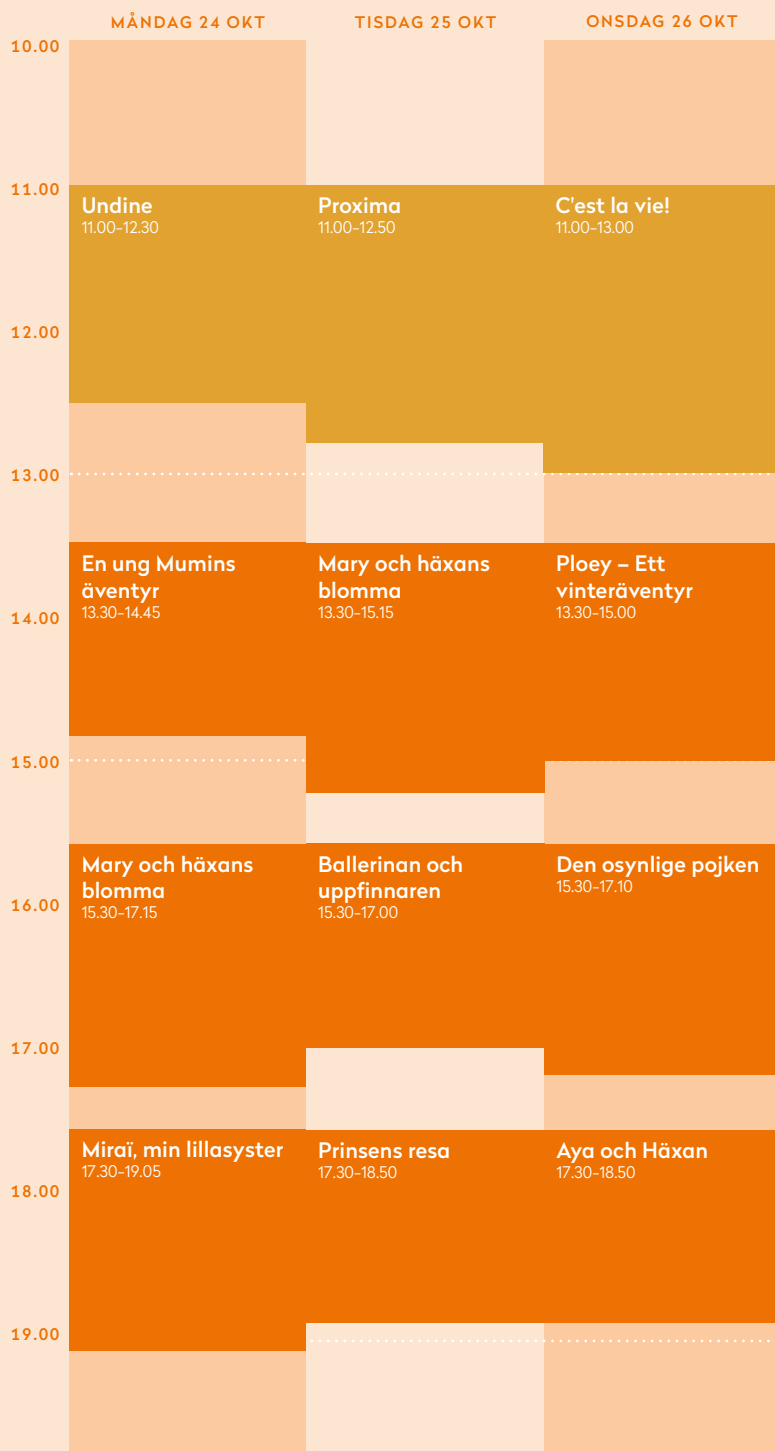 MÅNDAG 24 OKT
TISDAG 25 OKT
ONSDAG 26 OKT
10.00
11.00
Undine
11.00-12.30
Proxima
11.00-12.50
C'est la vie!
11.00-13.00
12.00
13.00
En ung Mumins
äventyr
13.30-14.45
Mary och häxans
blomma
13.30-15.15
Ploey – Ett
vinteräventyr
13.30-15.00
14.00
15.00
Mary och häxans
blomma
15.30-17.15
Ballerinan och
uppfinnaren
15.30-17.00
Den osynlige pojken
15.30-17.10
16.00
17.00
Miraï, min lillasyster
17.30-19.05
Prinsens resa
17.30-18.50
Aya och Häxan
17.30-18.50
18.00
19.00